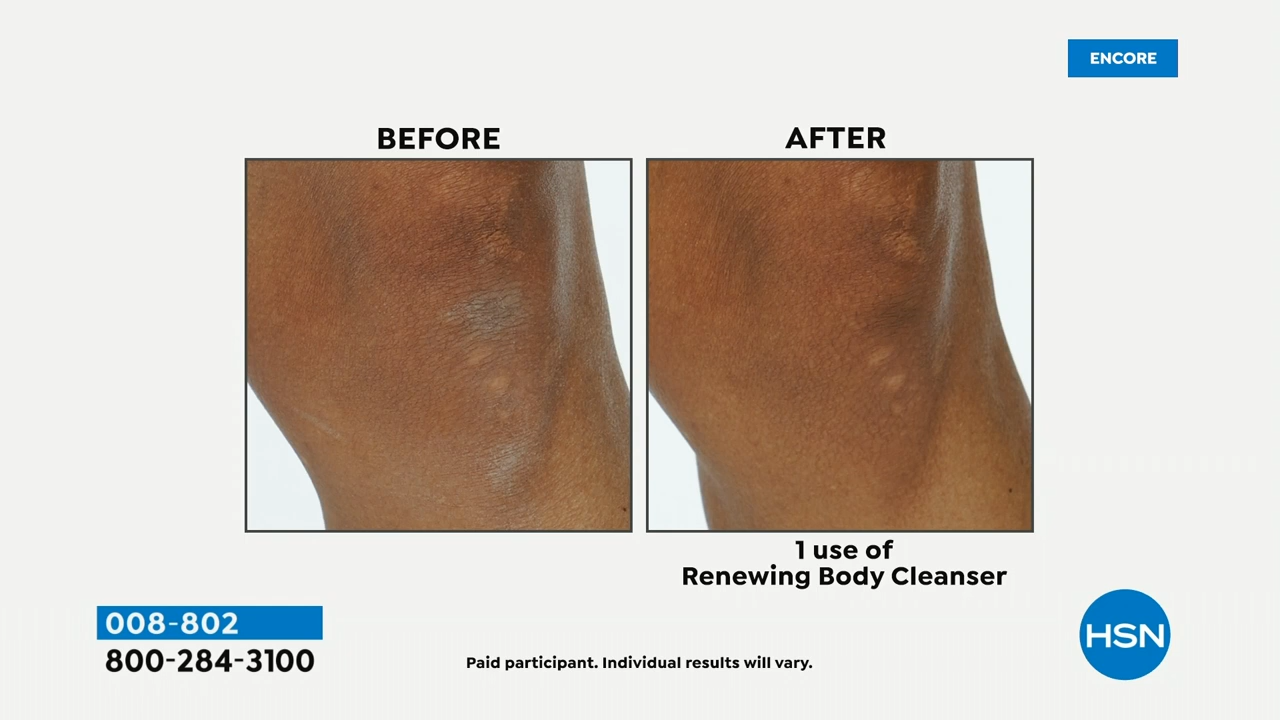 ENCORE
BEFORE
AFTER
1 use of
Renewing Body Cleanser
008-802
800-284-3100
Paid participant. Individual results will vary.
HSN